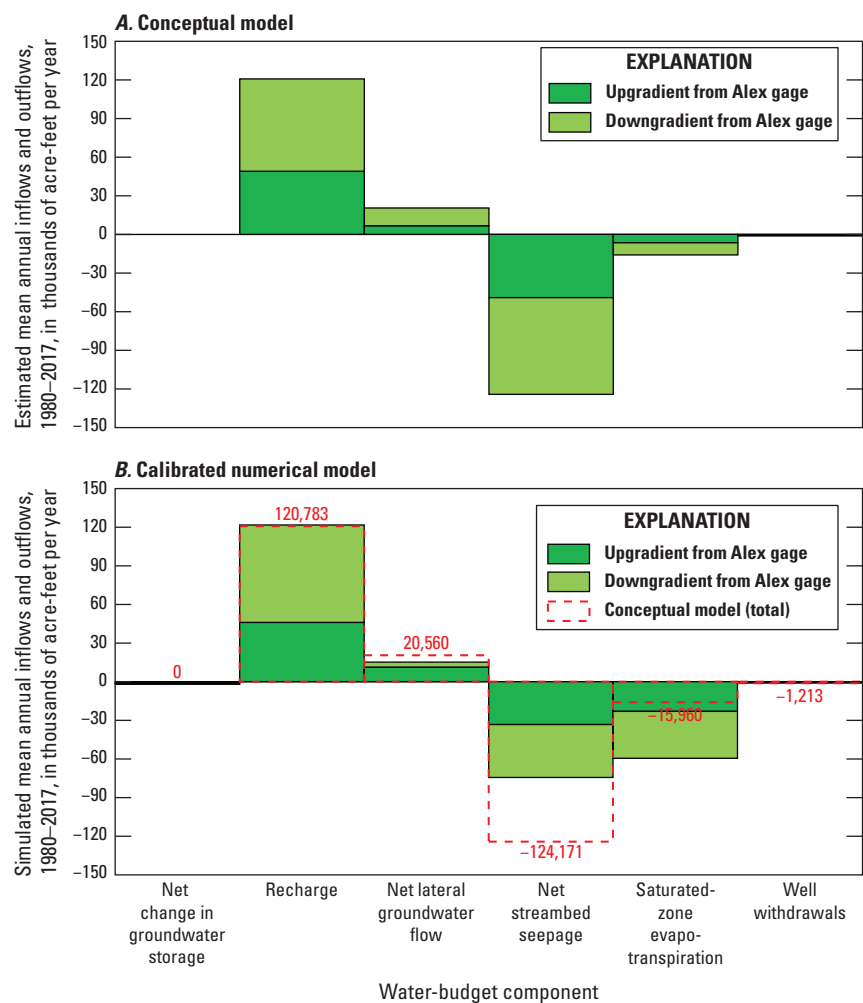 A. Conceptual model
Estimated mean annual inflows and outflows,
1980–2017, in thousands of acre-feet per year
150
120
90
60
30
0
−30
−60
−90
−120
−150
EXPLANATION
Upgradient from Alex gage
Downgradient from Alex gage
B. Calibrated numerical model
Simulated mean annual inflows and outflows,
1980–2017, in thousands of acre-feet per year
150
120
90
60
30
0
−30
−60
−90
−120
−150
EXPLANATION
Upgradient from Alex gage
Downgradient from Alex gage
Conceptual model (total)
0
120,783
20,560
−124,171
−15,960
−1,213
Net
change in
groundwater
storage
Recharge
Net lateral
groundwater
flow
Net
streambed
seepage
Saturated-
zone
evapo-
transpiration
Well
withdrawals
Water-budget component